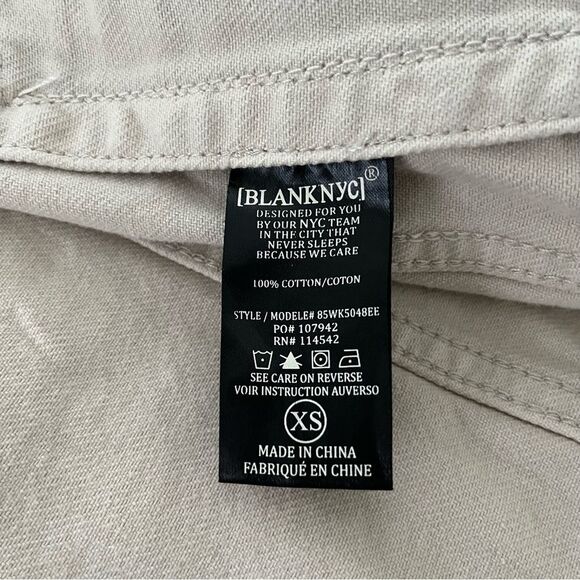 [BLANKNYC]®
DESIGNED FOR YOU
BY OUR NYC TEAM
IN THE CITY THAT
NEVER SLEEPS
BECAUSE WE CARE
100% COTTON/COTON
STYLE / MODELE# 85WK5048EE
PO# 107942
RN# 114542
SEE CARE ON REVERSE
VOIR INSTRUCTION AUVERSO
XS
MADE IN CHINA
FABRIQUÉ EN CHINE